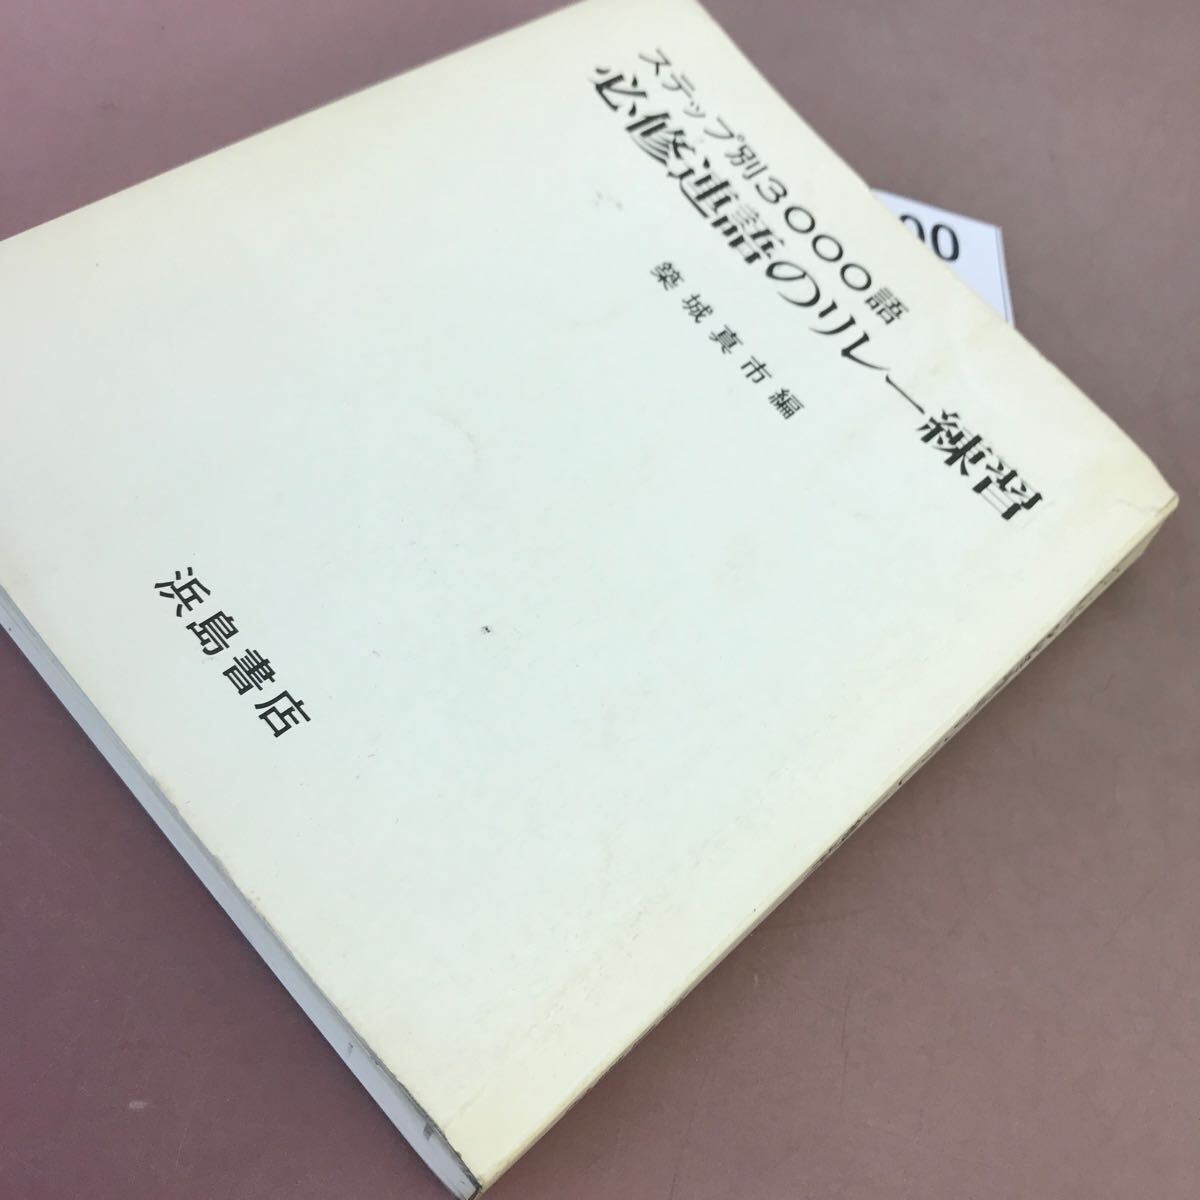 ステップ別3000語
必修連語のリレー練習
築城真市編
浜島書店
00